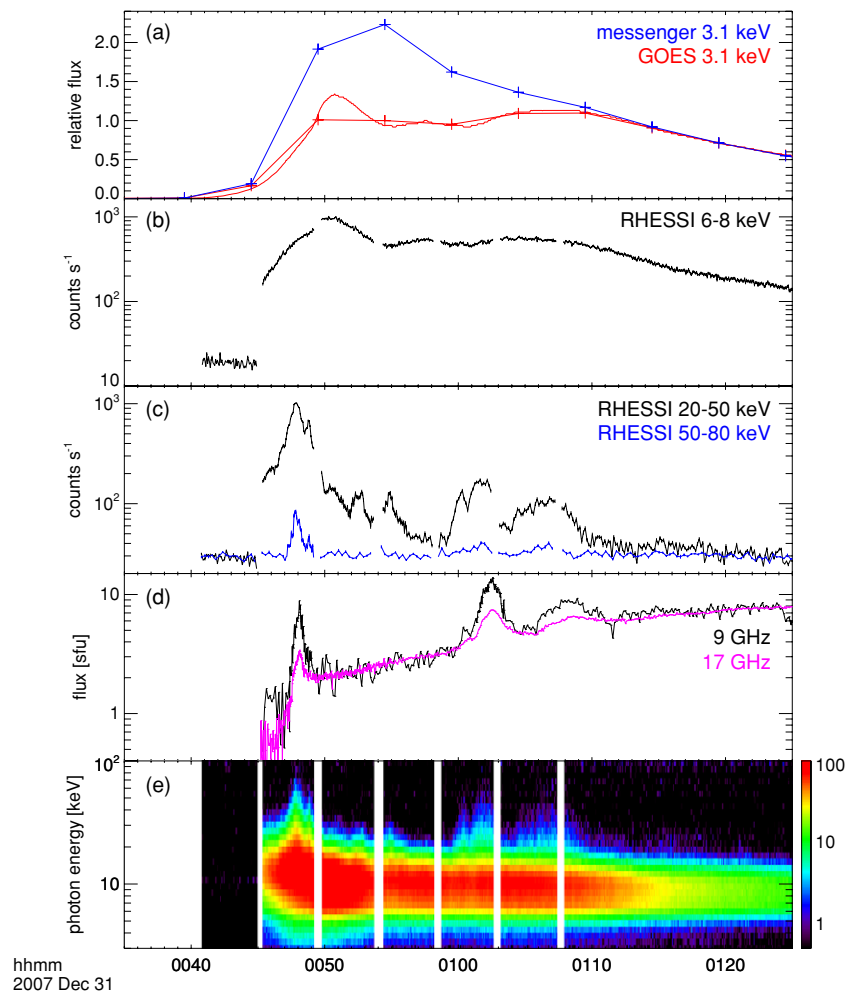 (a)
messenger 3.1 keV
GOES 3.1 keV
relative flux
2.0
1.5
1.0
0.5
0.0
(b)
RHESSI 6-8 keV
counts s⁻¹
10³
10²
10
(c)
RHESSI 20-50 keV
RHESSI 50-80 keV
counts s⁻¹
10³
10²
(d)
9 GHz
17 GHz
flux [sfu]
10
1
(e)
photon energy [keV]
10²
10
100
10
1
0040 0050 0100 0110 0120
hhmm
2007 Dec 31